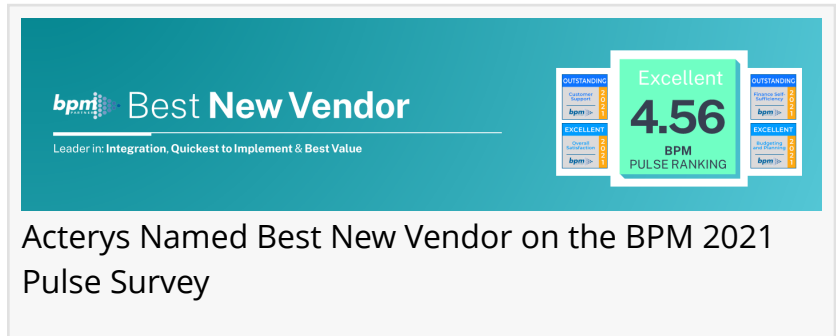 bpm PARTNERS Best New Vendor
Leader in: Integration, Quickest to Implement & Best Value
OUTSTANDING
Customer
Support
2021
bpm
EXCELLENT
Overall
Satisfaction
2021
bpm
Excellent
4.56
BPM
PULSE RANKING
OUTSTANDING
Finance Self-
Sufficiency
2021
bpm
EXCELLENT
Budgeting
and Planning
2021
bpm
Acterys Named Best New Vendor on the BPM 2021
Pulse Survey